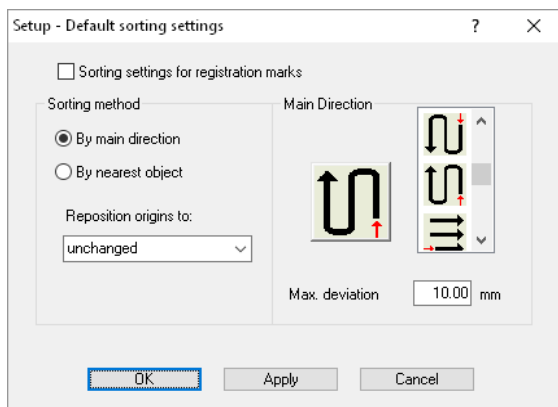 Setup - Default sorting settings
?
Sorting settings for registration marks
Sorting method
By main direction
By nearest object
Reposition origins to:
unchanged
Main Direction
Max. deviation 10.00 mm
OK Apply Cancel